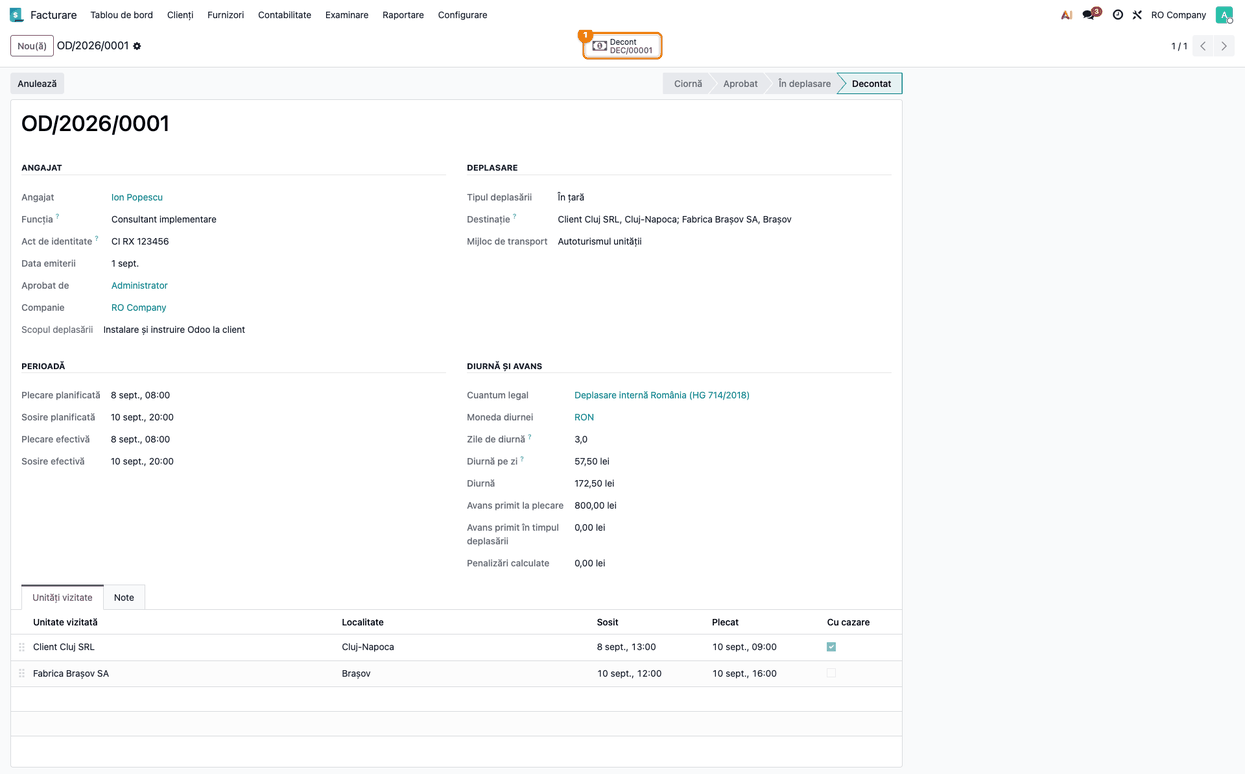 Facturare Tablou de bord Clienți Furnizori Contabilitate Examinare Raportare Configurare AI 3 RO Company A
Nou(ă) OD/2026/0001 1 Decont DEC/00001 1 / 1
Anulează Ciornă Aprobat În deplasare Decontat
OD/2026/0001
ANGAJAT
Angajat Ion Popescu
Funcția ? Consultant implementare
Act de identitate ? CI RX 123456
Data emiterii 1 sept.
Aprobat de Administrator
Companie RO Company
Scopul deplasării Instalare și instruire Odoo la client
DEPLASARE
Tipul deplasării În țară
Destinație ? Client Cluj SRL, Cluj-Napoca; Fabrica Brașov SA, Brașov
Mijloc de transport Autoturismul unității
PERIOADĂ
Plecare planificată 8 sept., 08:00
Sosire planificată 10 sept., 20:00
Plecare efectivă 8 sept., 08:00
Sosire efectivă 10 sept., 20:00
DIURNĂ ȘI AVANS
Cuantum legal Deplasare internă România (HG 714/2018)
Moneda diurnei RON
Zile de diurnă ? 3,0
Diurnă pe zi ? 57,50 lei
Diurnă 172,50 lei
Avans primit la plecare 800,00 lei
Avans primit în timpul deplasării 0,00 lei
Penalizări calculate 0,00 lei
Unități vizitate Note
Unitate vizitată Localitate Sosit Plecat Cu cazare
Client Cluj SRL Cluj-Napoca 8 sept., 13:00 10 sept., 09:00
Fabrica Brașov SA Brașov 10 sept., 12:00 10 sept., 16:00